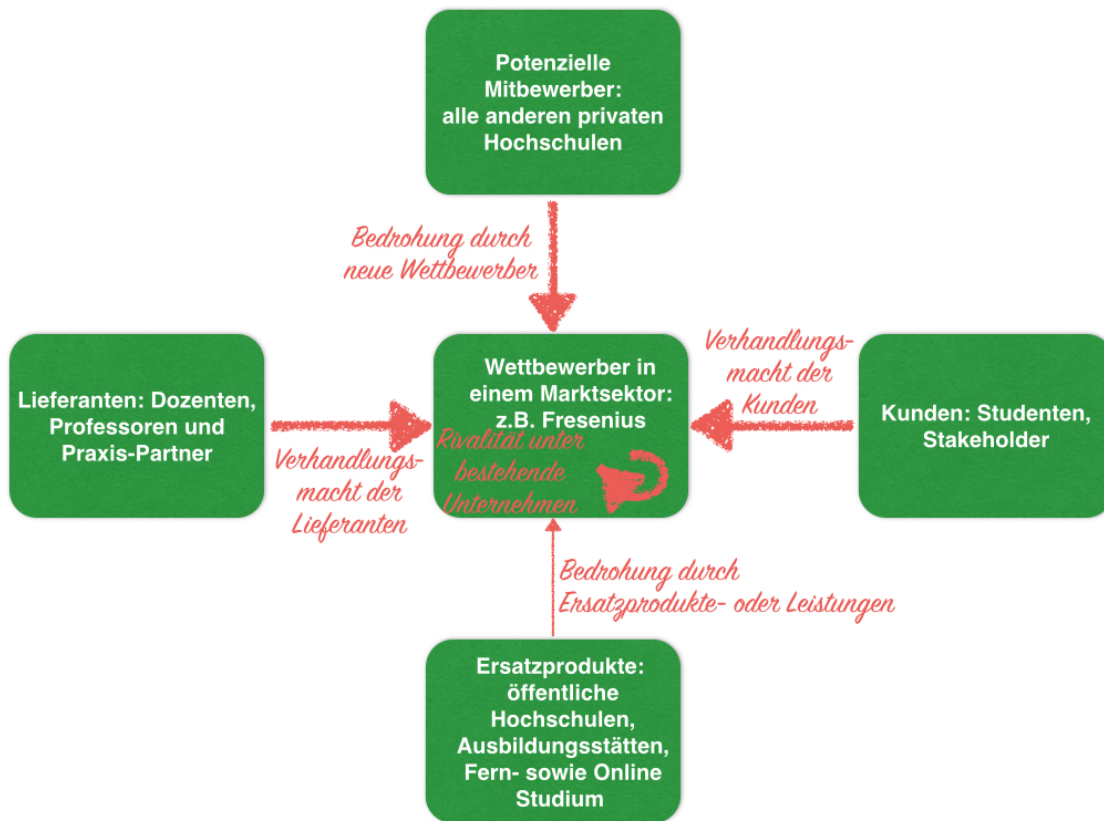 Potenzielle
Mitbewerber:
alle anderen privaten
Hochschulen
Bedrohung durch
neue Wettbewerber
Lieferanten: Dozenten,
Professoren und
Praxis-Partner
Verhandlungs-
macht der
Lieferanten
Wettbewerber in
einem Marktsektor:
z.B. Fresenius
Rivalität unter
bestehende
Unternehmen
Verhandlungs-
macht der
Kunden
Kunden: Studenten,
Stakeholder
Bedrohung durch
Ersatzprodukte- oder Leistungen
Ersatzprodukte:
öffentliche
Hochschulen,
Ausbildungsstätten,
Fern- sowie Online
Studium